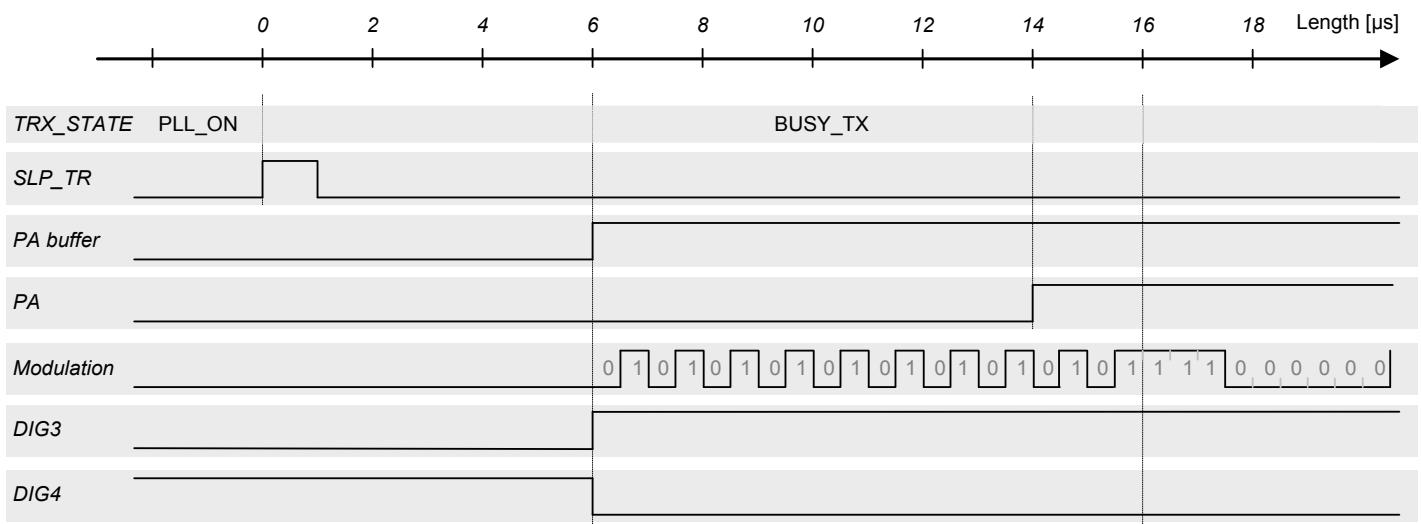 0 2 4 6 8 10 12 14 16 18 Length [µs]
TRX_STATE PLL_ON BUSY_TX
SLP_TR
PA buffer
PA
Modulation 0 1 0 1 0 1 0 1 0 1 0 1 0 1 0 1 0 1 0 1 1 1 1 0 0 0 0 0 0
DIG3
DIG4